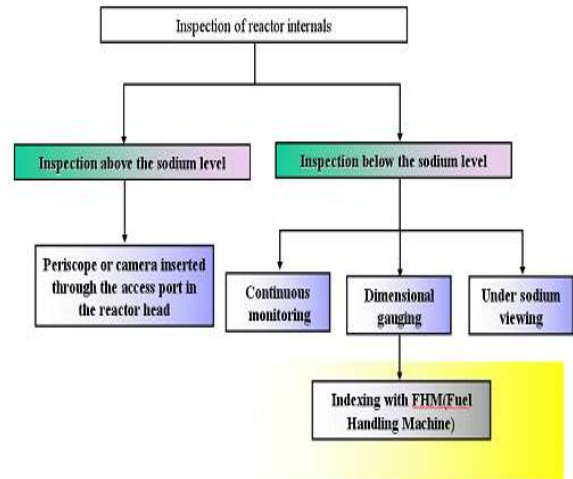 Inspection of reactor internals
Inspection above the sodium level
Inspection below the sodium level
Periscope or camera inserted
through the access port in
the reactor head
Continuous
monitoring
Dimensional
gauging
Under sodium
viewing
Indexing with FHM(Fuel
Handling Machine)